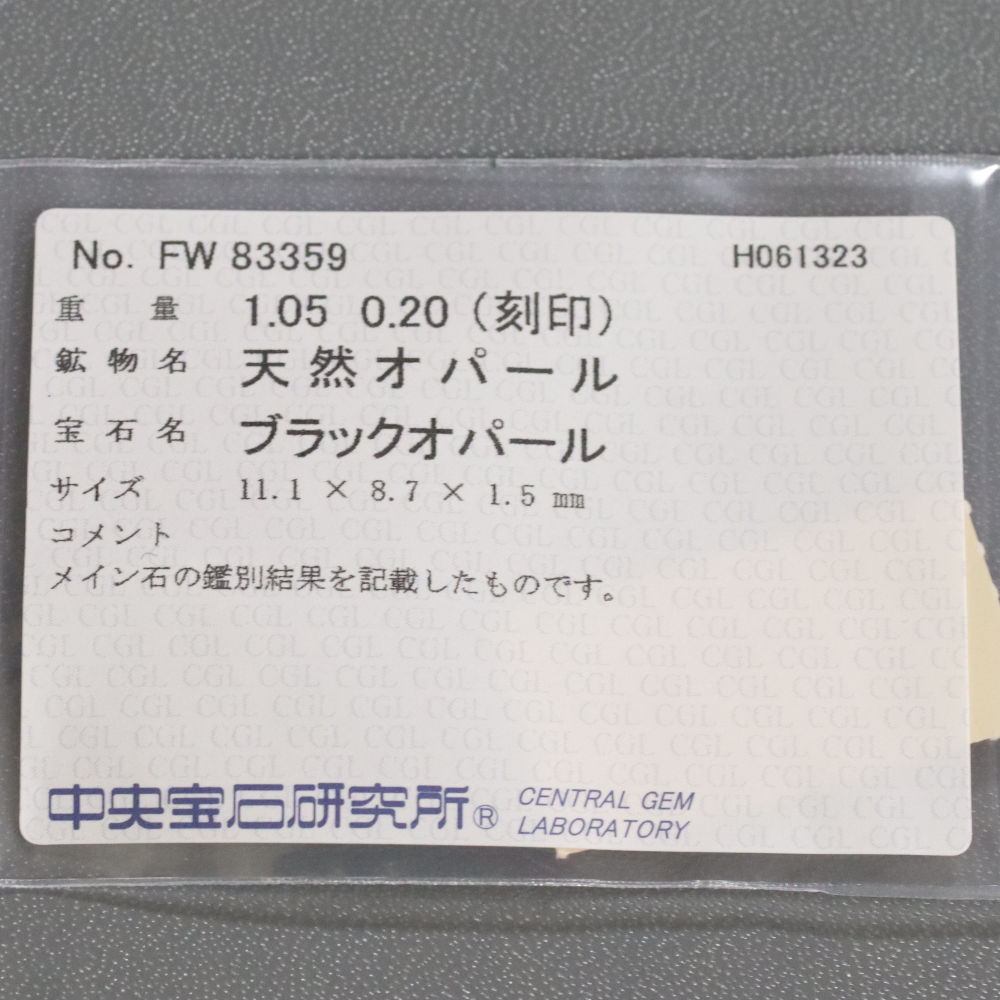 No. FW 83359 H061323
重量 1.05 0.20 (刻印)
鉱物名 天然オパール
宝石名 ブラックオパール
サイズ 11.1 × 8.7 × 1.5 mm
コメント
メイン石の鑑別結果を記載したものです。
中央宝石研究所® CENTRAL GEM
LABORATORY